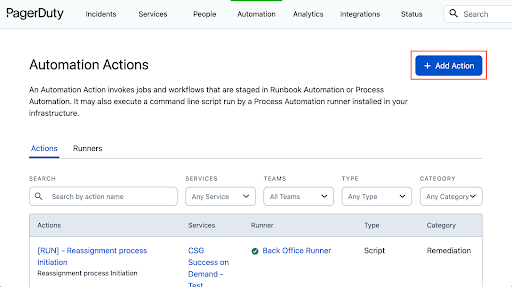 PagerDuty Incidents Services People Automation Analytics Integrations Status Search
Automation Actions
+ Add Action
An Automation Action invokes jobs and workflows that are staged in Runbook Automation or Process
Automation. It may also execute a command line script run by a Process Automation runner installed in your
infrastructure.
Actions Runners
SEARCH SERVICES TEAMS TYPE CATEGORY
Search by action name Any Service All Teams Any Type Any Category
Actions Services Runner Type Category
[RUN] - Reassignment process CSG Back Office Runner Script Remediation
Initiation Success on
Reassignment process Initiation Demand -
Test